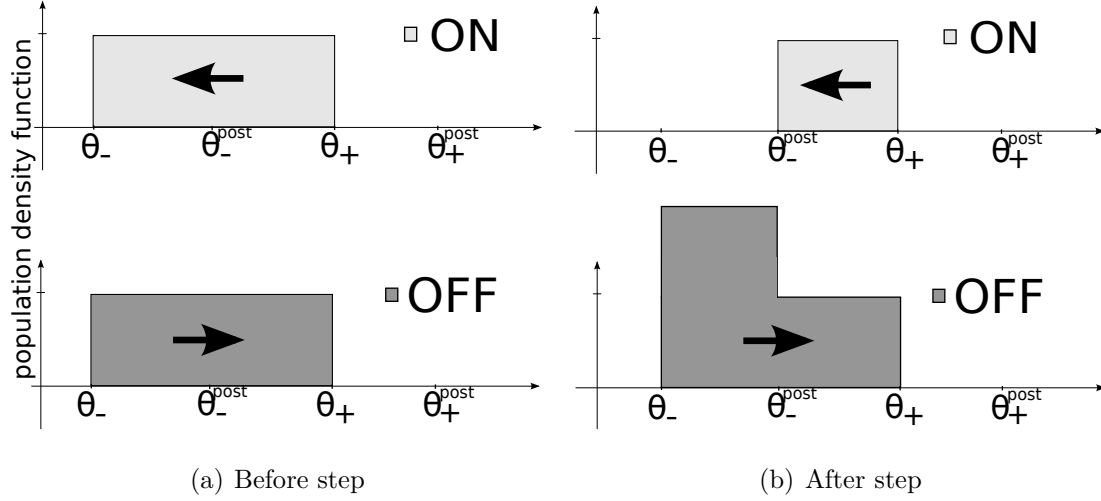 population density function
ON
θ- θ-post θ+ θ+post
OFF
θ- θ-post θ+ θ+post
(a) Before step
ON
θ- θ-post θ+ θ+post
OFF
θ- θ-post θ+ θ+post
(b) After step